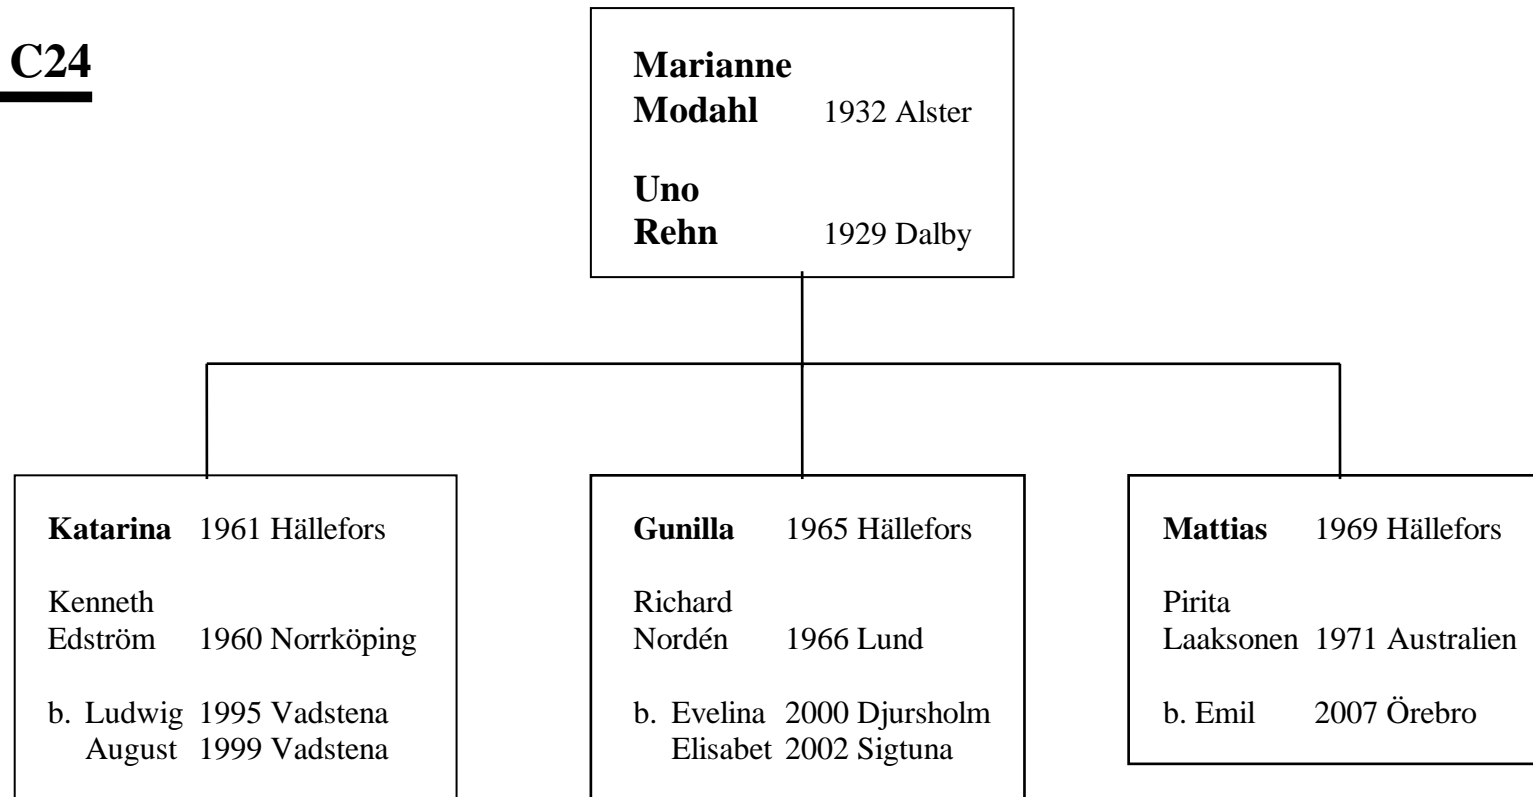 C24
Marianne
Modahl 1932 Alster
Uno
Rehn 1929 Dalby
Katarina 1961 Hällefors
Kenneth
Edström 1960 Norrköping
b. Ludwig 1995 Vadstena
August 1999 Vadstena
Gunilla 1965 Hällefors
Richard
Nordén 1966 Lund
b. Evelina 2000 Djursholm
Elisabet 2002 Sigtuna
Mattias 1969 Hällefors
Pirita
Laaksonen 1971 Australien
b. Emil 2007 Örebro